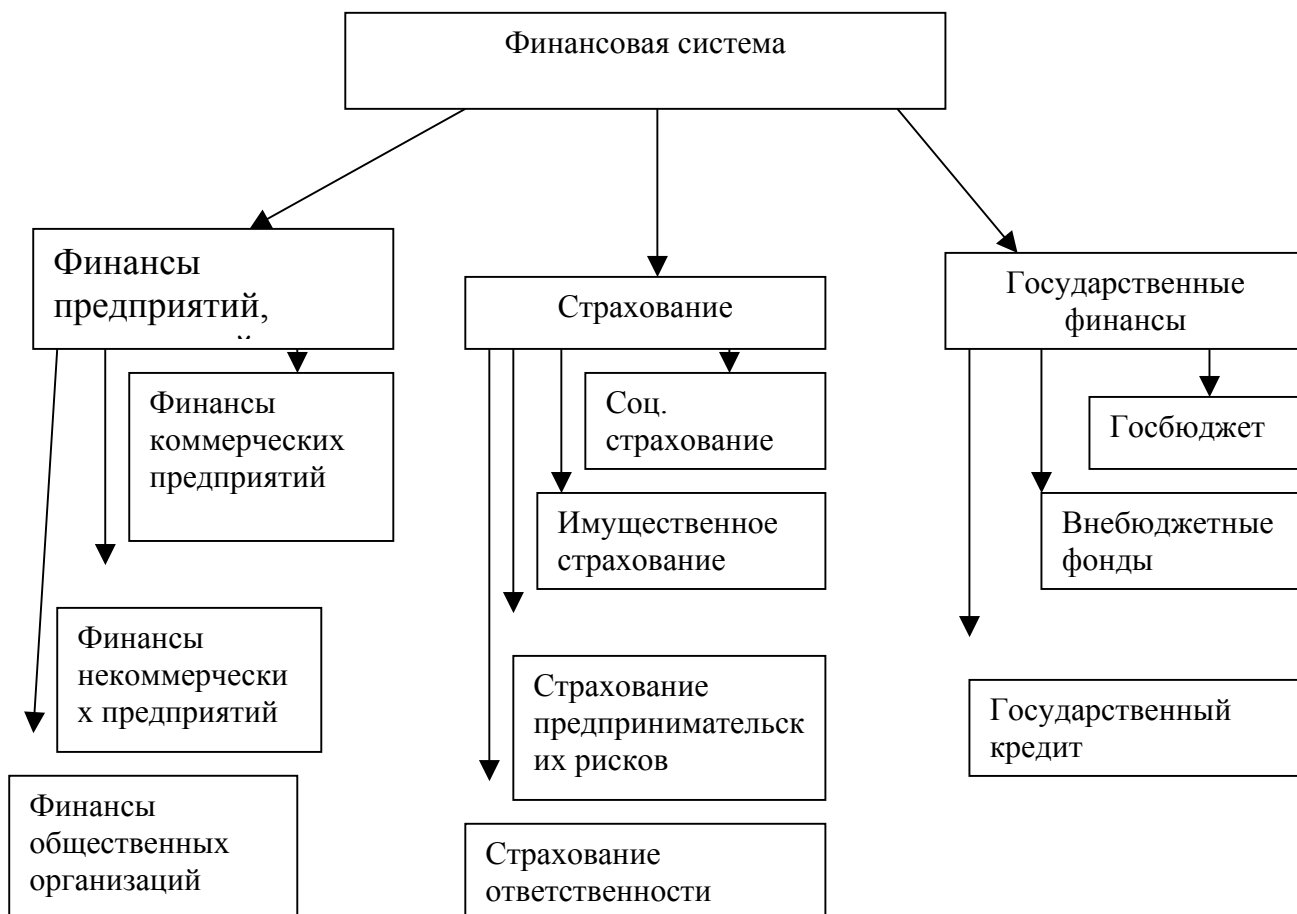 Финансовая система
Финансы
предприятий,
Страхование
Государственные
финансы
Финансы
коммерческих
предприятий
Соц.
страхование
Госбюджет
Имущественное
страхование
Внебюджетные
фонды
Финансы
некоммерчески
х предприятий
Страхование
предпринимательск
их рисков
Государственный
кредит
Финансы
общественных
организаций
Страхование
ответственности